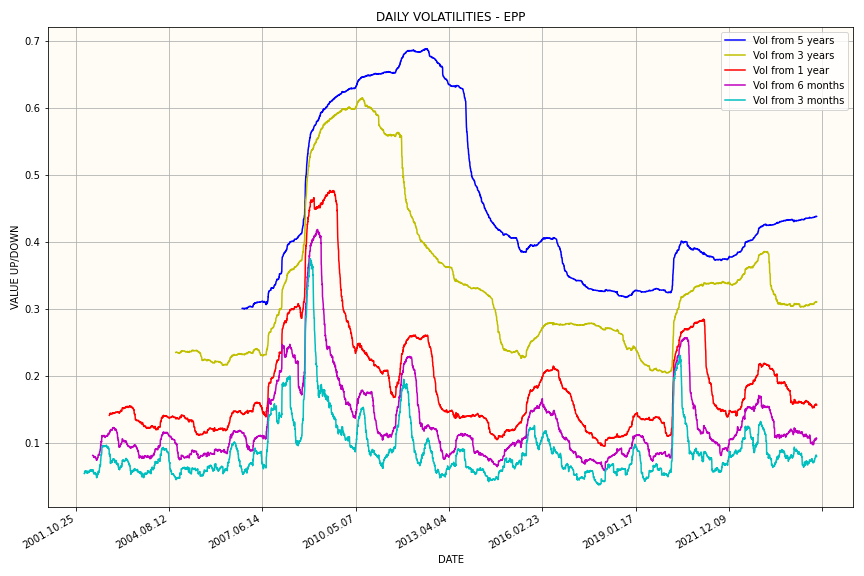 DAILY VOLATILITIES - EPP
0.7
0.6
0.5
0.4
0.3
0.2
0.1
VALUE UP/DOWN
Vol from 5 years
Vol from 3 years
Vol from 1 year
Vol from 6 months
Vol from 3 months
2001.10.25
2004.08.12
2007.06.14
2010.05.07
2013.04.04
2016.02.23
2019.01.17
2021.12.09
DATE